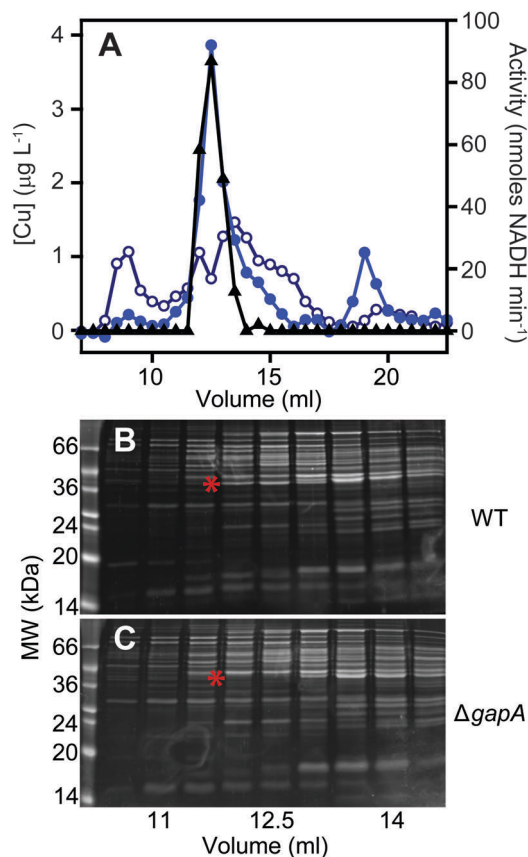 A
[Cu] (μg L⁻¹)
4
3
2
1
0
Activity (nmoles NADH min⁻¹)
100
80
60
40
20
0
10
15
20
Volume (ml)
B
66
36
24
20
14
*
WT
MW (kDa)
C
66
36
24
20
14
*
ΔgapA
11
12.5
14
Volume (ml)